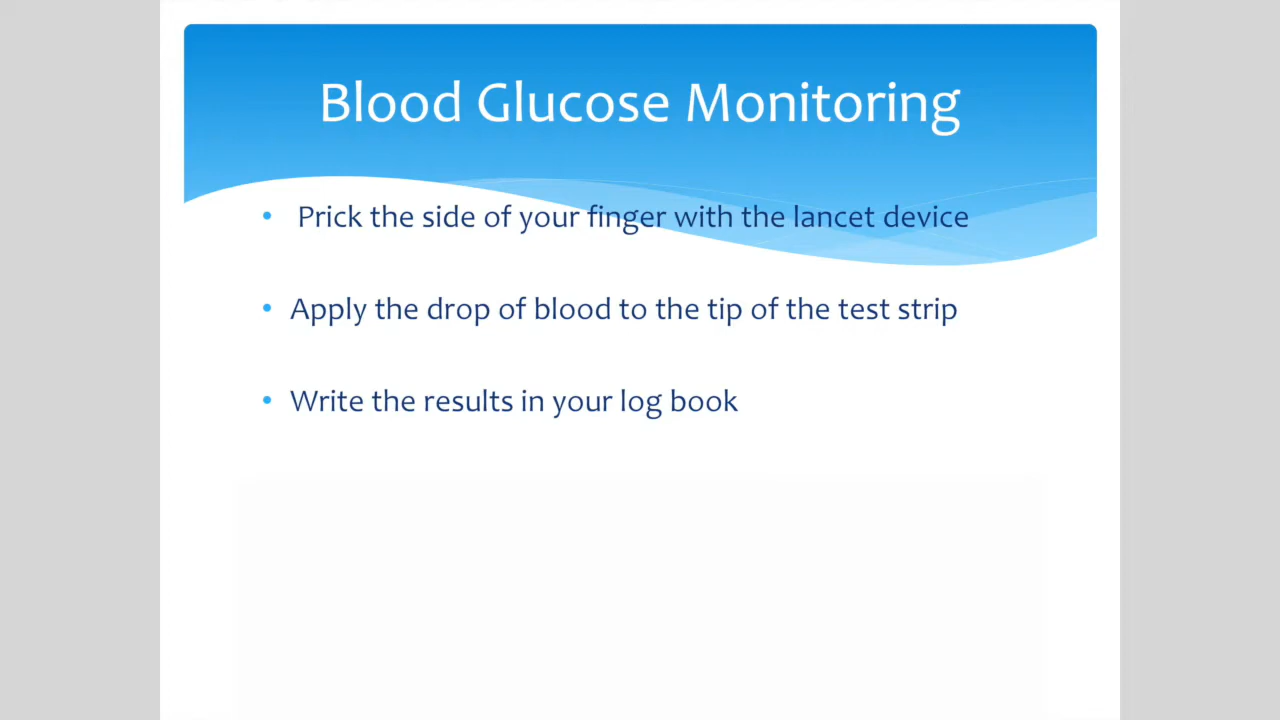 Blood Glucose Monitoring
• Prick the side of your finger with the lancet device
• Apply the drop of blood to the tip of the test strip
• Write the results in your log book